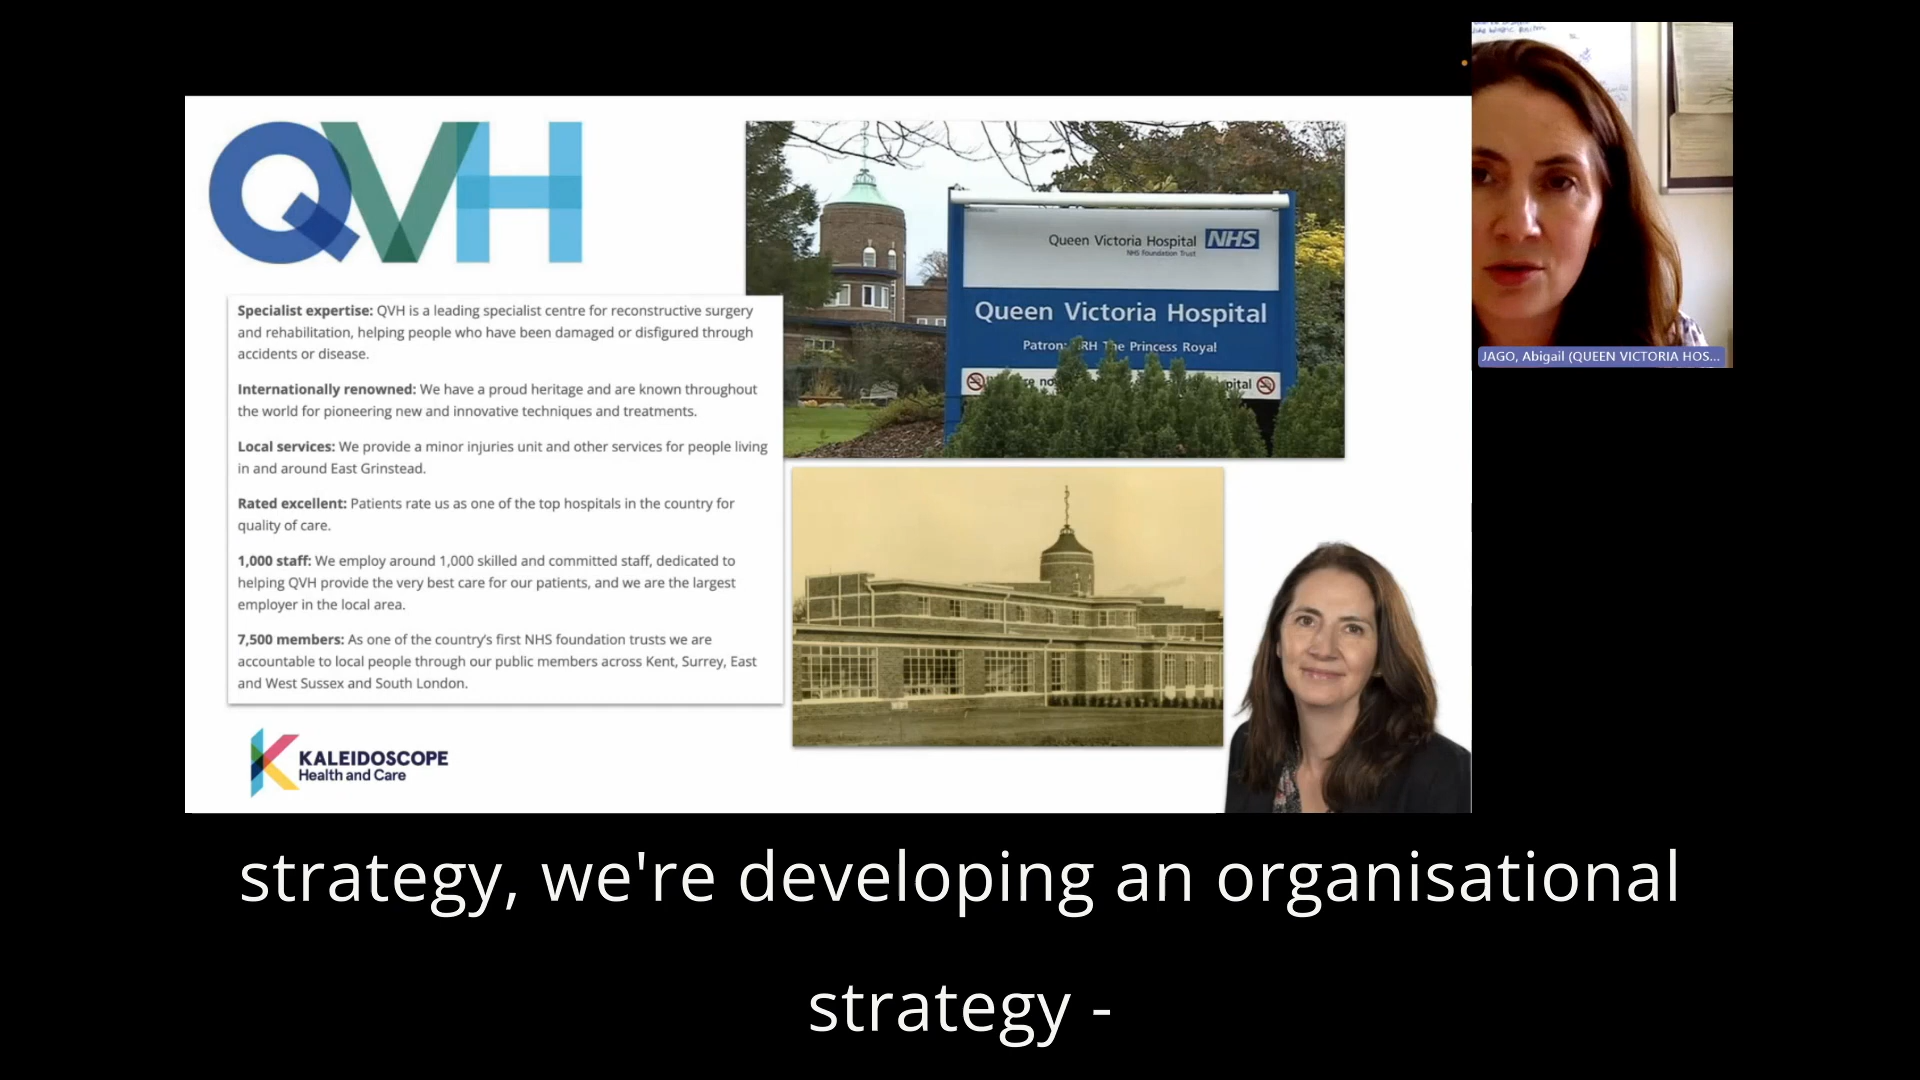 QVH
Specialist expertise: QVH is a leading specialist centre for reconstructive surgery
and rehabilitation, helping people who have been damaged or disfigured through
accidents or disease.
Internationally renowned: We have a proud heritage and are known throughout
the world for pioneering new and innovative techniques and treatments.
Local services: We provide a minor injuries unit and other services for people living
in and around East Grinstead.
Rated excellent: Patients rate us as one of the top hospitals in the country for
quality of care.
1,000 staff: We employ around 1,000 skilled and committed staff, dedicated to
helping QVH provide the very best care for our patients, and we are the largest
employer in the local area.
7,500 members: As one of the country's first NHS foundation trusts we are
accountable to local people through our public members across Kent, Surrey, East
and West Sussex and South London.
KALEIDOSCOPE
Health and Care
Queen Victoria Hospital NHS
NHS Foundation Trust
Queen Victoria Hospital
Patron: HRH The Princess Royal
JAGO, Abigail (QUEEN VICTORIA HOS...
strategy, we're developing an organisational
strategy -